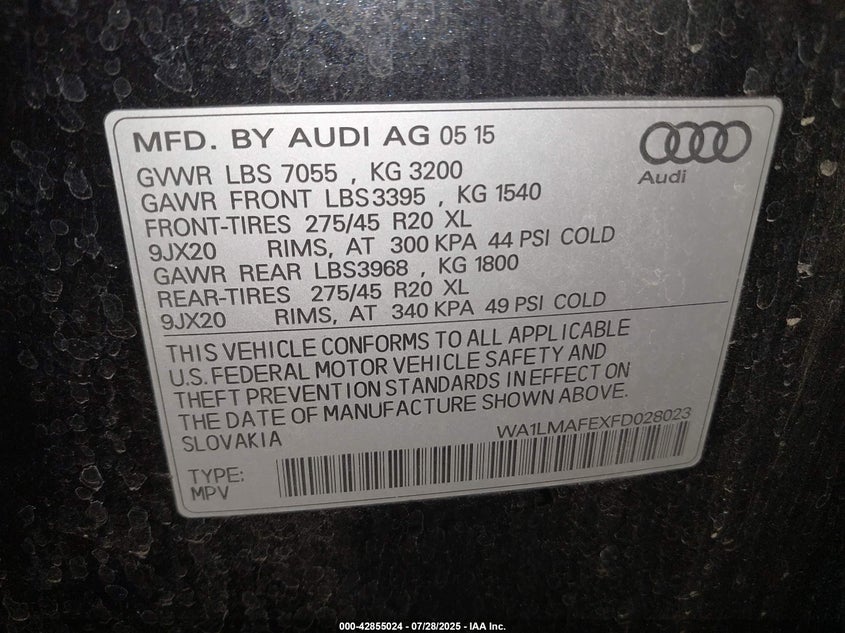 MFD. BY AUDI AG 05 15
Audi
GVWR LBS 7055 , KG 3200
GAWR FRONT LBS3395 , KG 1540
FRONT-TIRES 275/45 R20 XL
9JX20 RIMS, AT 300 KPA 44 PSI COLD
GAWR REAR LBS3968 , KG 1800
REAR-TIRES 275/45 R20 XL
9JX20 RIMS, AT 340 KPA 49 PSI COLD
THIS VEHICLE CONFORMS TO ALL APPLICABLE
U.S. FEDERAL MOTOR VEHICLE SAFETY AND
THEFT PREVENTION STANDARDS IN EFFECT ON
THE DATE OF MANUFACTURE SHOWN ABOVE.
SLOVAKIA WA1LMAFEXFD028023
TYPE:
MPV
000-42855024 - 07/28/2025 - IAA Inc.